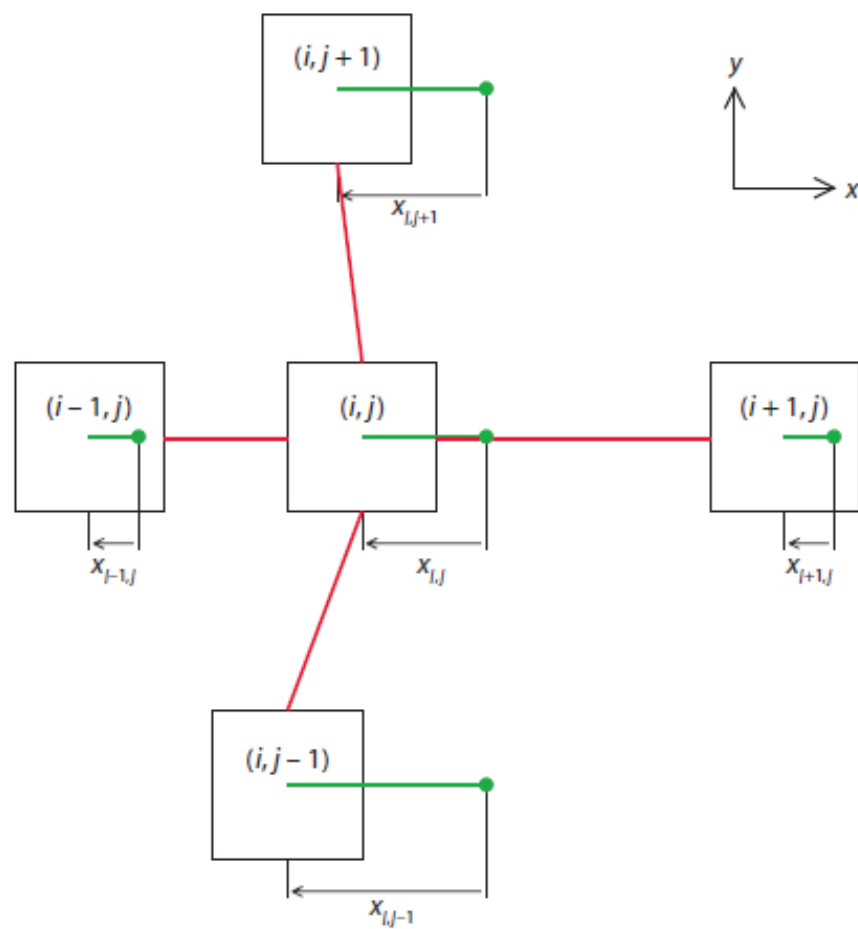 (i, j + 1)
y
x
x_{i,j+1}
(i – 1, j)
(i, j)
(i + 1, j)
x_{i–1,j}
x_{i,j}
x_{i+1,j}
(i, j – 1)
x_{i,j–1}